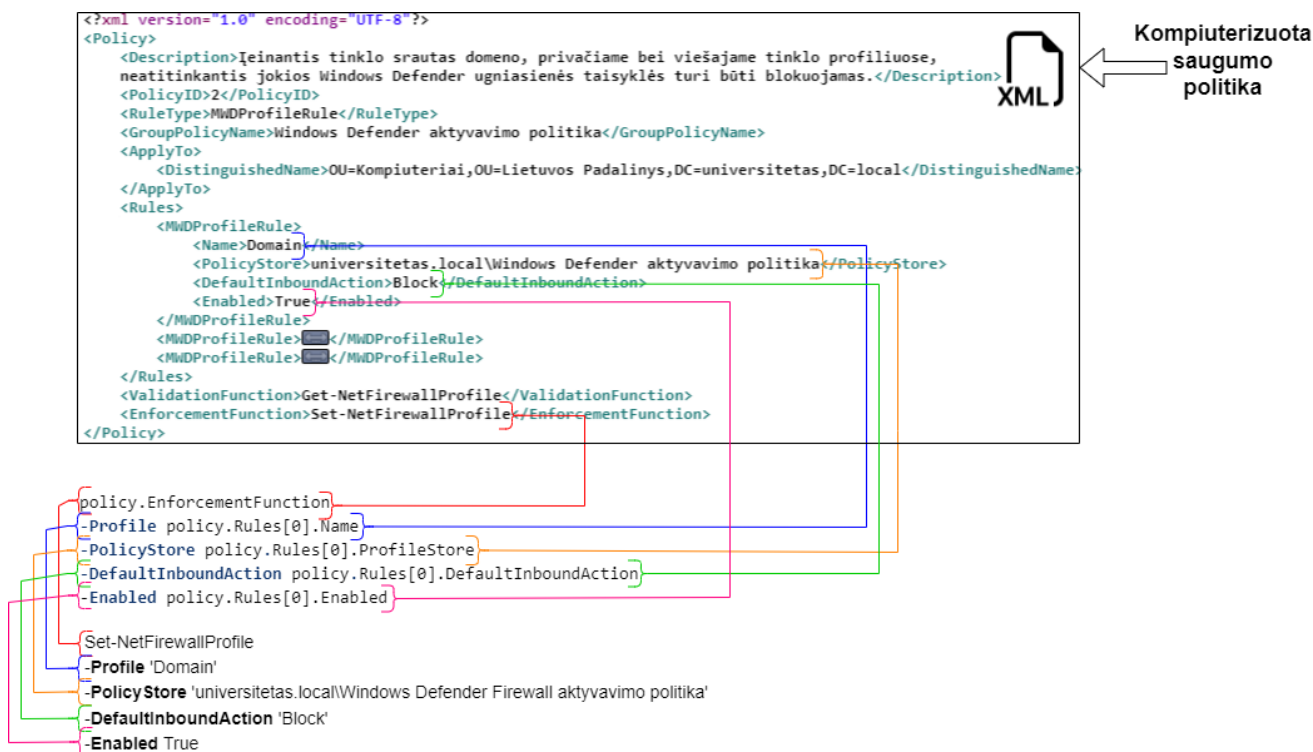 <?xml version="1.0" encoding="UTF-8"?>
<Policy>
<Description>Įeinantis tinklo srautas domeno, privačiame bei viešajame tinklo profiliuose,
neatitinkantis jokios Windows Defender ugniasienės taisyklės turi būti blokuojamas.</Description>
<PolicyID>2</PolicyID>
<RuleType>MWDProfileRule</RuleType>
<GroupPolicyName>Windows Defender aktyvavimo politika</GroupPolicyName>
<ApplyTo>
<DistinguishedName>OU=Kompiuteriai,OU=Lietuvos Padalinys,DC=universitetas,DC=local</DistinguishedName>
</ApplyTo>
<Rules>
<MWDProfileRule>
<Name>Domain</Name>
<PolicyStore>universitetas.local\Windows Defender aktyvavimo politika</PolicyStore>
<DefaultInboundAction>Block</DefaultInboundAction>
<Enabled>True</Enabled>
</MWDProfileRule>
<MWDProfileRule></MWDProfileRule>
<MWDProfileRule></MWDProfileRule>
</Rules>
<ValidationFunction>Get-NetFirewallProfile</ValidationFunction>
<EnforcementFunction>Set-NetFirewallProfile</EnforcementFunction>
</Policy>
XML
Kompiuterizuota
saugumo
politika
policy.EnforcementFunction
-Profile policy.Rules[0].Name
-PolicyStore policy.Rules[0].ProfileStore
-DefaultInboundAction policy.Rules[0].DefaultInboundAction
-Enabled policy.Rules[0].Enabled
Set-NetFirewallProfile
-Profile 'Domain'
-PolicyStore 'universitetas.local\Windows Defender Firewall aktyvavimo politika'
-DefaultInboundAction 'Block'
-Enabled True